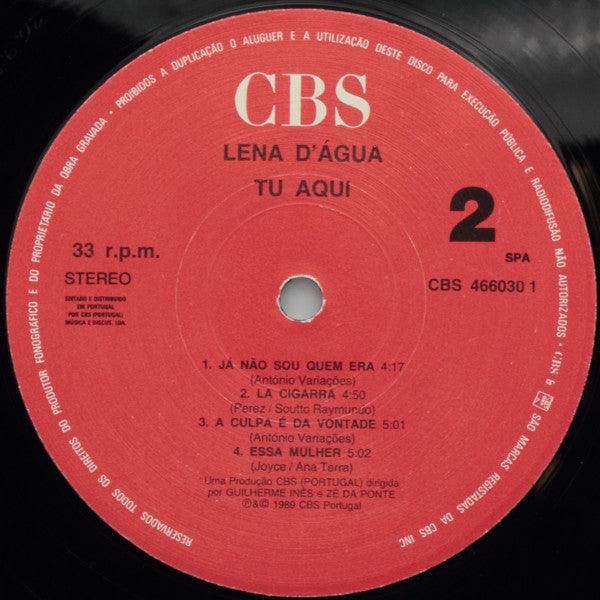 • PROIBIDOS A DUPLICAÇÃO O ALUGUER E A UTILIZAÇÃO DESTE DISCO PARA EXECUÇÃO PÚBLICA E RADIODIFUSÃO NÃO AUTORIZADOS • CBS & SÃO MARCAS REGISTADAS DA CBS INC
RESERVADOS TODOS OS DIREITOS DO PRODUTOR FONOGRÁFICO E DO PROPRIETÁRIO DA OBRA GRAVADA
CBS
LENA D'ÁGUA
TU AQUI
2
33 r.p.m.
STEREO
SPA
CBS 466030 1
EDITADO E DISTRIBUIDO
EM PORTUGAL
POR CBS (PORTUGAL)
MÚSICA E DISCOS, LDA.
1. JÁ NÃO SOU QUEM ERA 4:17
(António Variações)
2. LA CIGARRA 4:50
(Perez / Soutto Raymundo)
3. A CULPA É DA VONTADE 5:01
(António Variações)
4. ESSA MULHER 5:02
(Joyce / Ana Terra)
Uma Produção CBS (PORTUGAL) dirigida
por GUILHERME INÊS e ZÉ DA PONTE
℗&© 1989 CBS Portugal